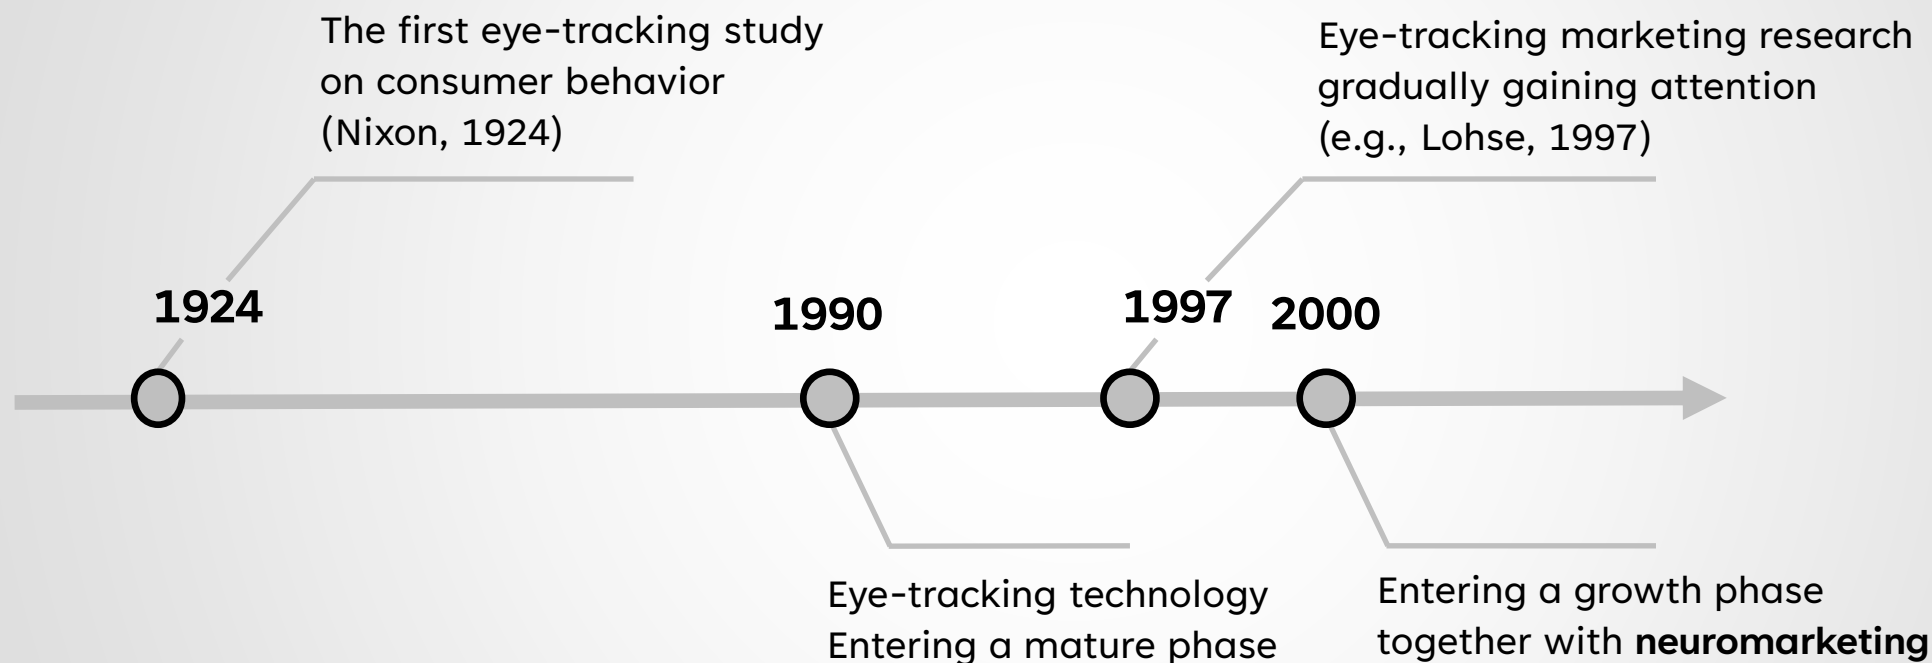 The first eye-tracking study
on consumer behavior
(Nixon, 1924)
Eye-tracking marketing research
gradually gaining attention
(e.g., Lohse, 1997)
1924
1990
1997
2000
Eye-tracking technology
Entering a mature phase
Entering a growth phase
together with neuromarketing